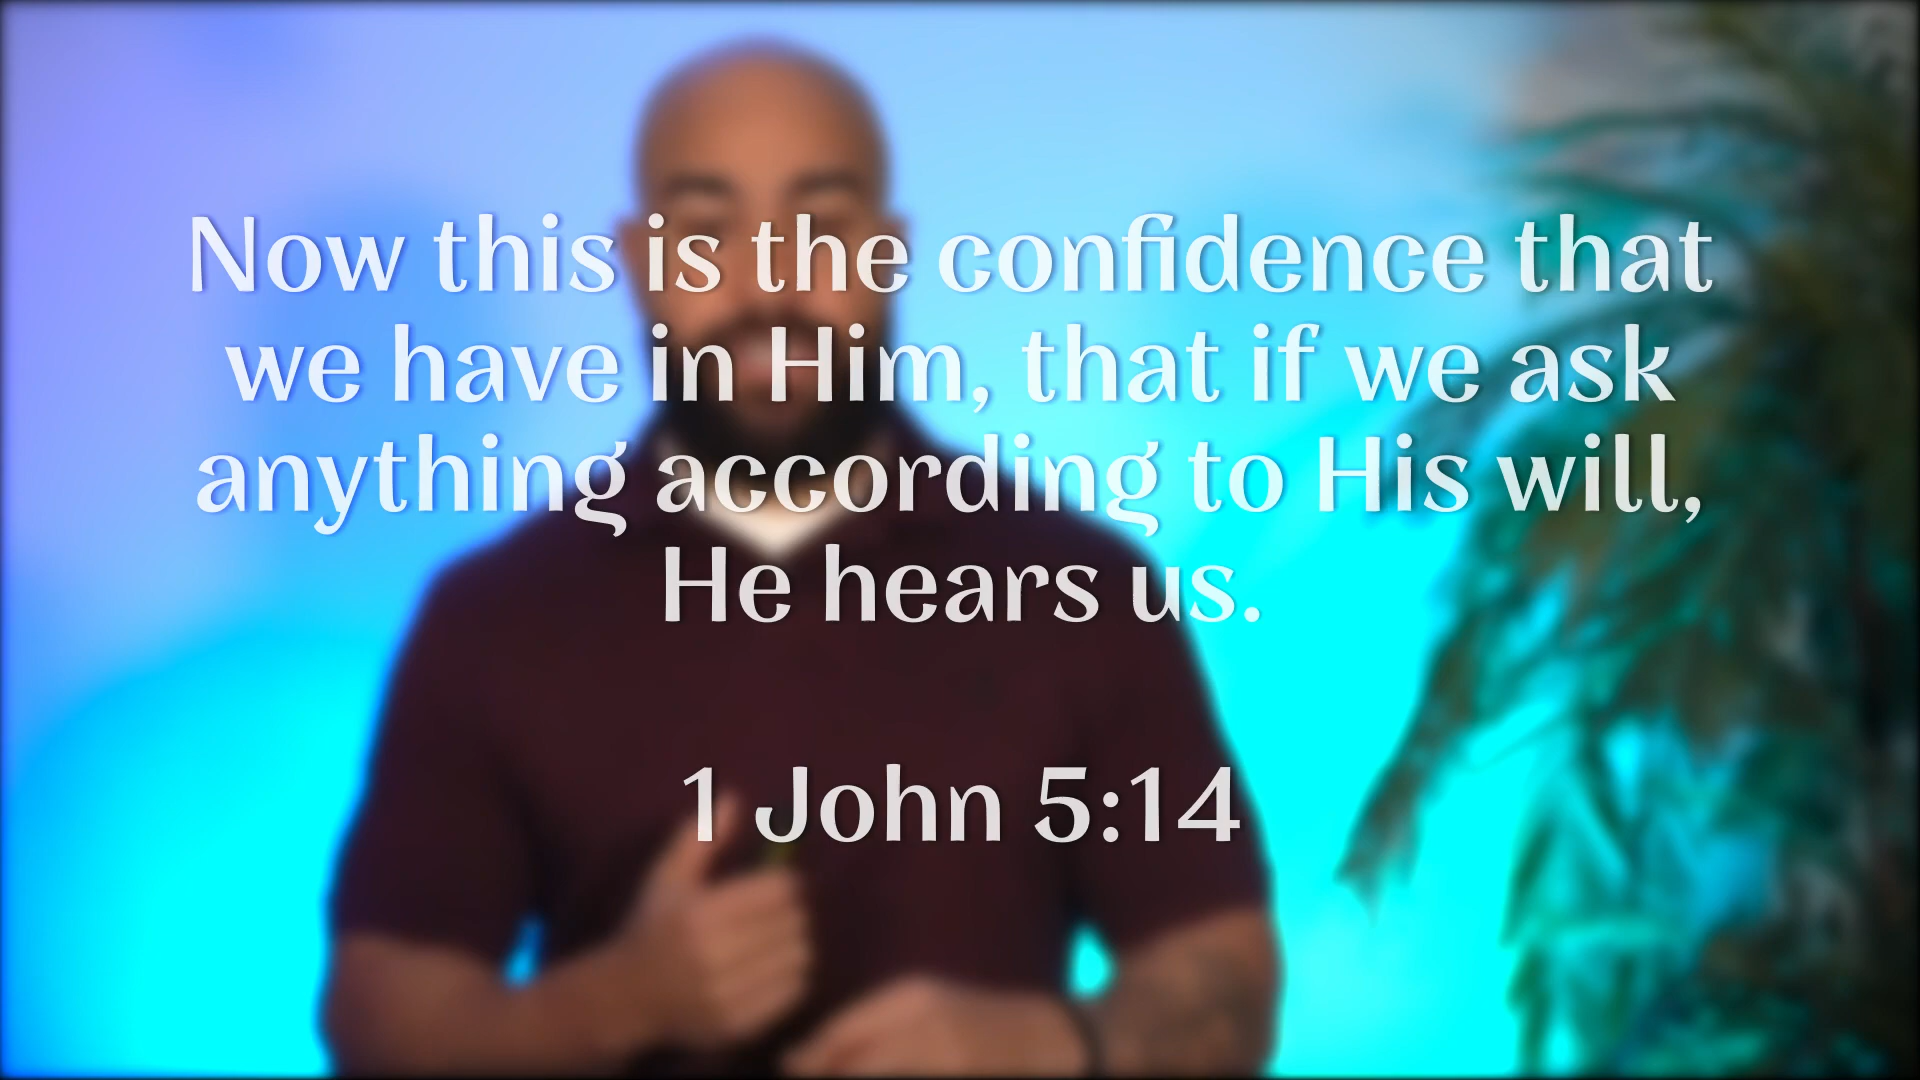 Now this is the confidence that
we have in Him, that if we ask
anything according to His will,
He hears us.
1 John 5:14